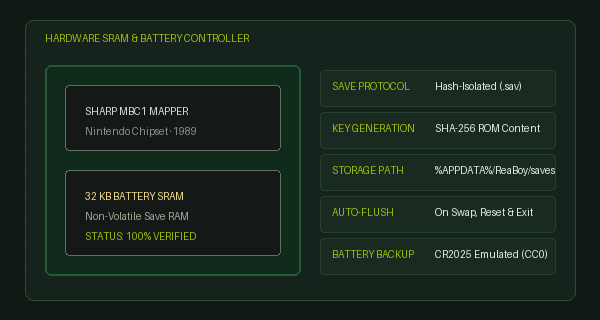 HARDWARE SRAM & BATTERY CONTROLLER
SHARP MBC1 MAPPER
Nintendo Chipset · 1989
32 KB BATTERY SRAM
Non-Volatile Save RAM
STATUS: 100% VERIFIED
SAVE PROTOCOL Hash-Isolated (.sav)
KEY GENERATION SHA-256 ROM Content
STORAGE PATH %APPDATA%/ReaBoy/saves
AUTO-FLUSH On Swap, Reset & Exit
BATTERY BACKUP CR2025 Emulated (CC0)